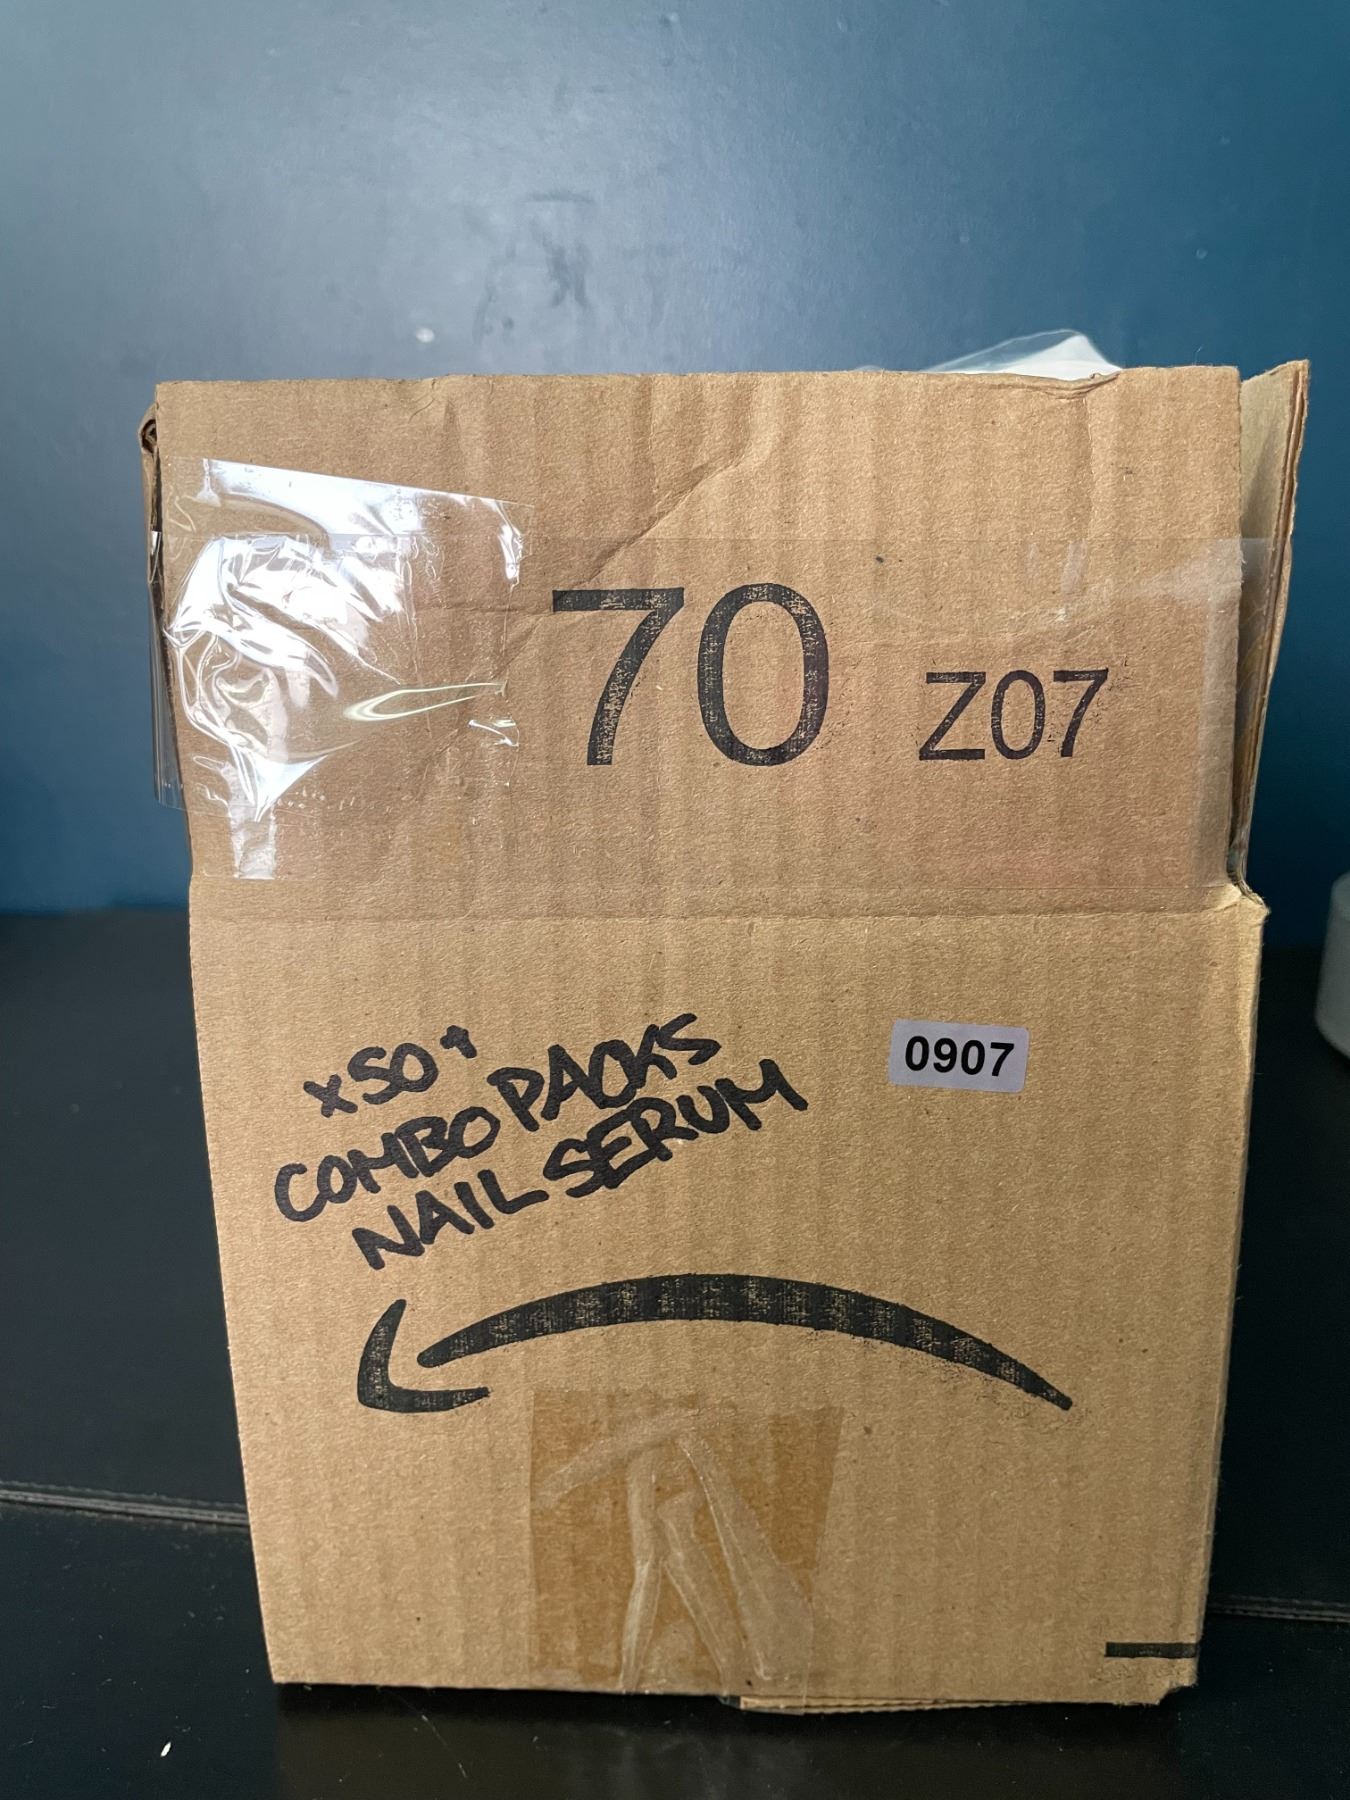 70 Z07
x50+
COMBO PACKS
NAIL SERUM
0907